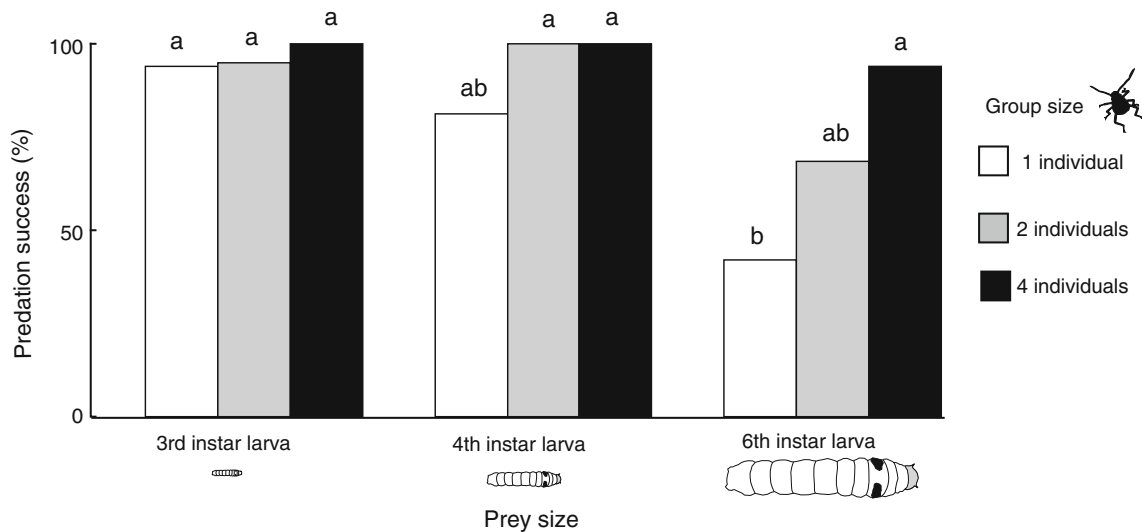 Predation success (%)
100
50
0
a
a
a
ab
a
a
b
ab
a
3rd instar larva
4th instar larva
6th instar larva
Prey size
Group size
1 individual
2 individuals
4 individuals